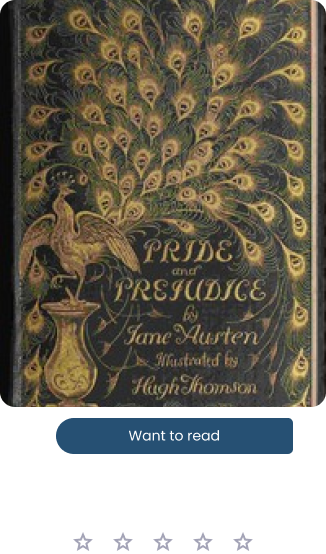 PRIDE
and
PREJUDICE
by
Jane Austen
Illustrated by
Hugh Thomson
Want to read